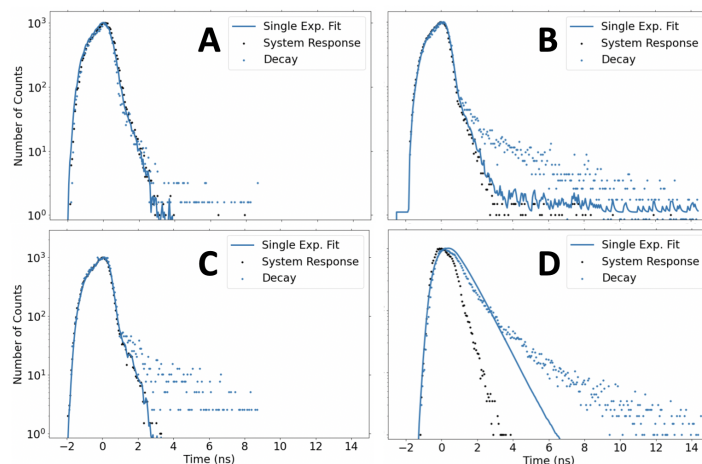 A
Single Exp. Fit
System Response
Decay
B
Single Exp. Fit
System Response
Decay
Number of Counts
10³
10²
10¹
10⁰
C
Single Exp. Fit
System Response
Decay
D
Single Exp. Fit
System Response
Decay
Number of Counts
10³
10²
10¹
10⁰
−2 0 2 4 6 8 10 12 14
Time (ns)
−2 0 2 4 6 8 10 12 14
Time (ns)